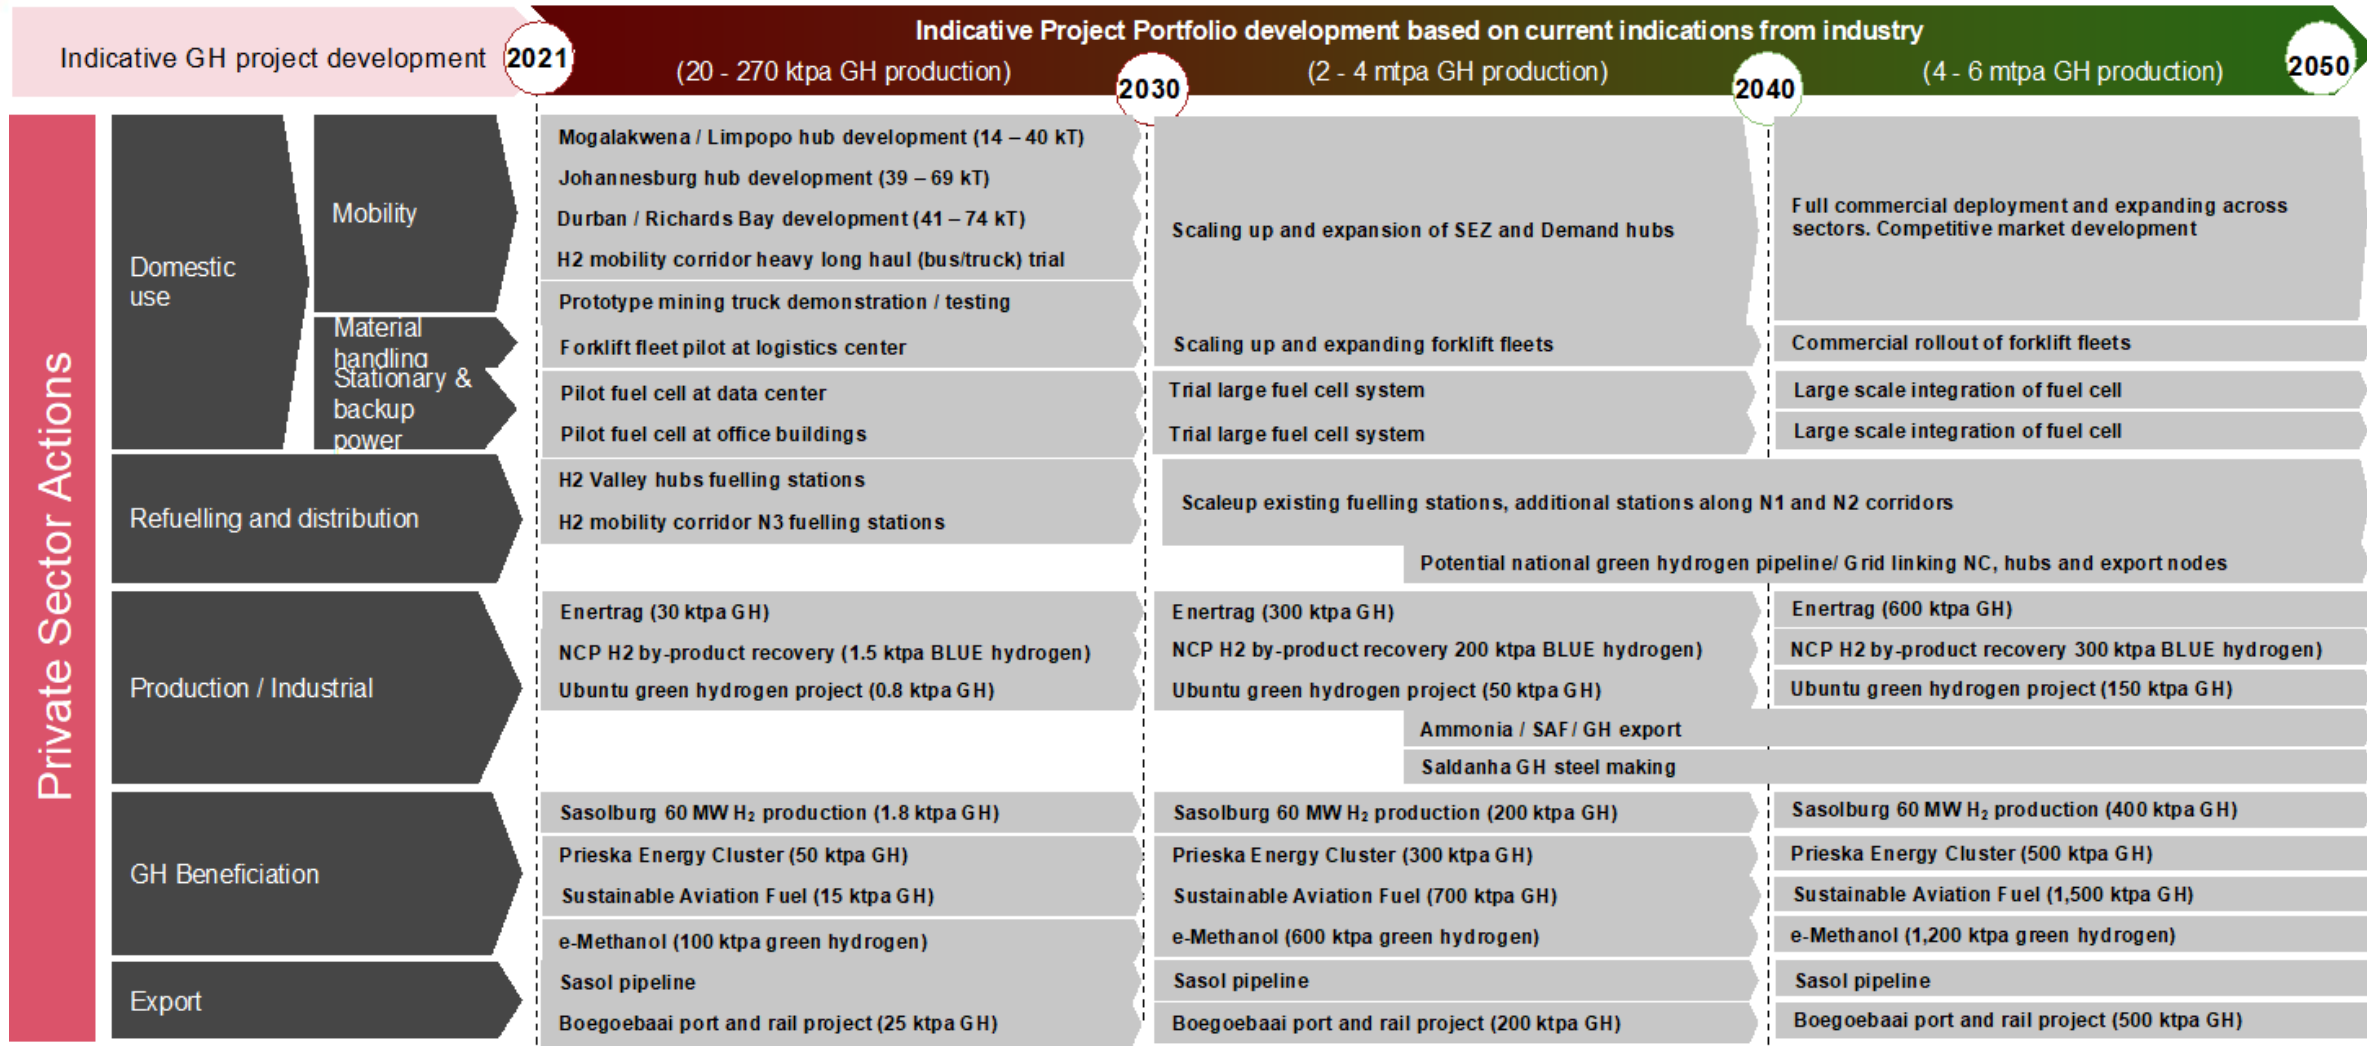 Indicative GH project development
2021
Indicative Project Portfolio development based on current indications from industry
(20 - 270 ktpa GH production)
2030
(2 - 4 mtpa GH production)
2040
(4 - 6 mtpa GH production)
2050
Private Sector Actions
Domestic
use
Mobility
Mogalakwena / Limpopo hub development (14 – 40 kT)
Johannesburg hub development (39 – 69 kT)
Durban / Richards Bay development (41 – 74 kT)
H2 mobility corridor heavy long haul (bus/truck) trial
Prototype mining truck demonstration / testing
Scaling up and expansion of SEZ and Demand hubs
Full commercial deployment and expanding across
sectors. Competitive market development
Material
handling
Forklift fleet pilot at logistics center
Scaling up and expanding forklift fleets
Commercial rollout of forklift fleets
Stationary &
backup
power
Pilot fuel cell at data center
Trial large fuel cell system
Large scale integration of fuel cell
Pilot fuel cell at office buildings
Trial large fuel cell system
Large scale integration of fuel cell
Refuelling and distribution
H2 Valley hubs fuelling stations
H2 mobility corridor N3 fuelling stations
Scaleup existing fuelling stations, additional stations along N1 and N2 corridors
Potential national green hydrogen pipeline/ Grid linking NC, hubs and export nodes
Production / Industrial
Enertrag (30 ktpa GH)
Enertrag (300 ktpa GH)
Enertrag (600 ktpa GH)
NCP H2 by-product recovery (1.5 ktpa BLUE hydrogen)
NCP H2 by-product recovery 200 ktpa BLUE hydrogen)
NCP H2 by-product recovery 300 ktpa BLUE hydrogen)
Ubuntu green hydrogen project (0.8 ktpa GH)
Ubuntu green hydrogen project (50 ktpa GH)
Ubuntu green hydrogen project (150 ktpa GH)
Ammonia / SAF/ GH export
Saldanha GH steel making
GH Beneficiation
Sasolburg 60 MW H₂ production (1.8 ktpa GH)
Sasolburg 60 MW H₂ production (200 ktpa GH)
Sasolburg 60 MW H₂ production (400 ktpa GH)
Prieska Energy Cluster (50 ktpa GH)
Prieska Energy Cluster (300 ktpa GH)
Prieska Energy Cluster (500 ktpa GH)
Sustainable Aviation Fuel (15 ktpa GH)
Sustainable Aviation Fuel (700 ktpa GH)
Sustainable Aviation Fuel (1,500 ktpa GH)
e-Methanol (100 ktpa green hydrogen)
e-Methanol (600 ktpa green hydrogen)
e-Methanol (1,200 ktpa green hydrogen)
Export
Sasol pipeline
Sasol pipeline
Sasol pipeline
Boegoebaai port and rail project (25 ktpa GH)
Boegoebaai port and rail project (200 ktpa GH)
Boegoebaai port and rail project (500 ktpa GH)